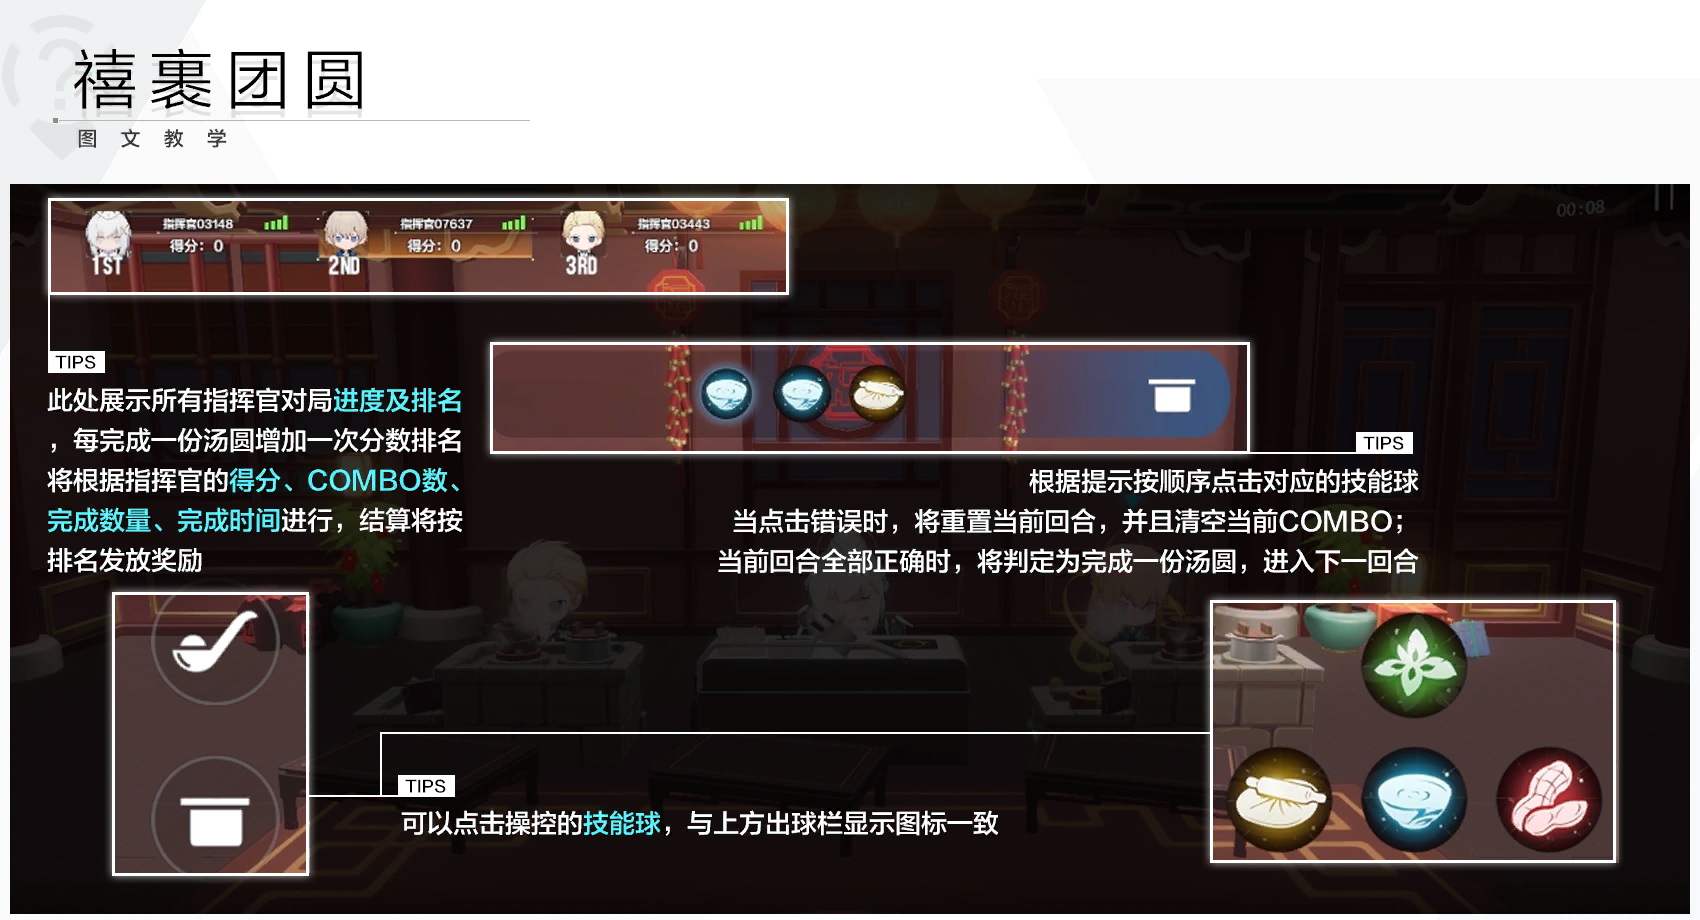 禧裹团圆
图文教学
00:08
指挥官03148
得分：0
1ST
指挥官07637
得分：0
2ND
指挥官03443
得分：0
3RD
TIPS
此处展示所有指挥官对局进度及排名
，每完成一份汤圆增加一次分数排名
将根据指挥官的得分、COMBO数、
完成数量、完成时间进行，结算将按
排名发放奖励
TIPS
根据提示按顺序点击对应的技能球
当点击错误时，将重置当前回合，并且清空当前COMBO；
当前回合全部正确时，将判定为完成一份汤圆，进入下一回合
TIPS
可以点击操控的技能球，与上方出球栏显示图标一致